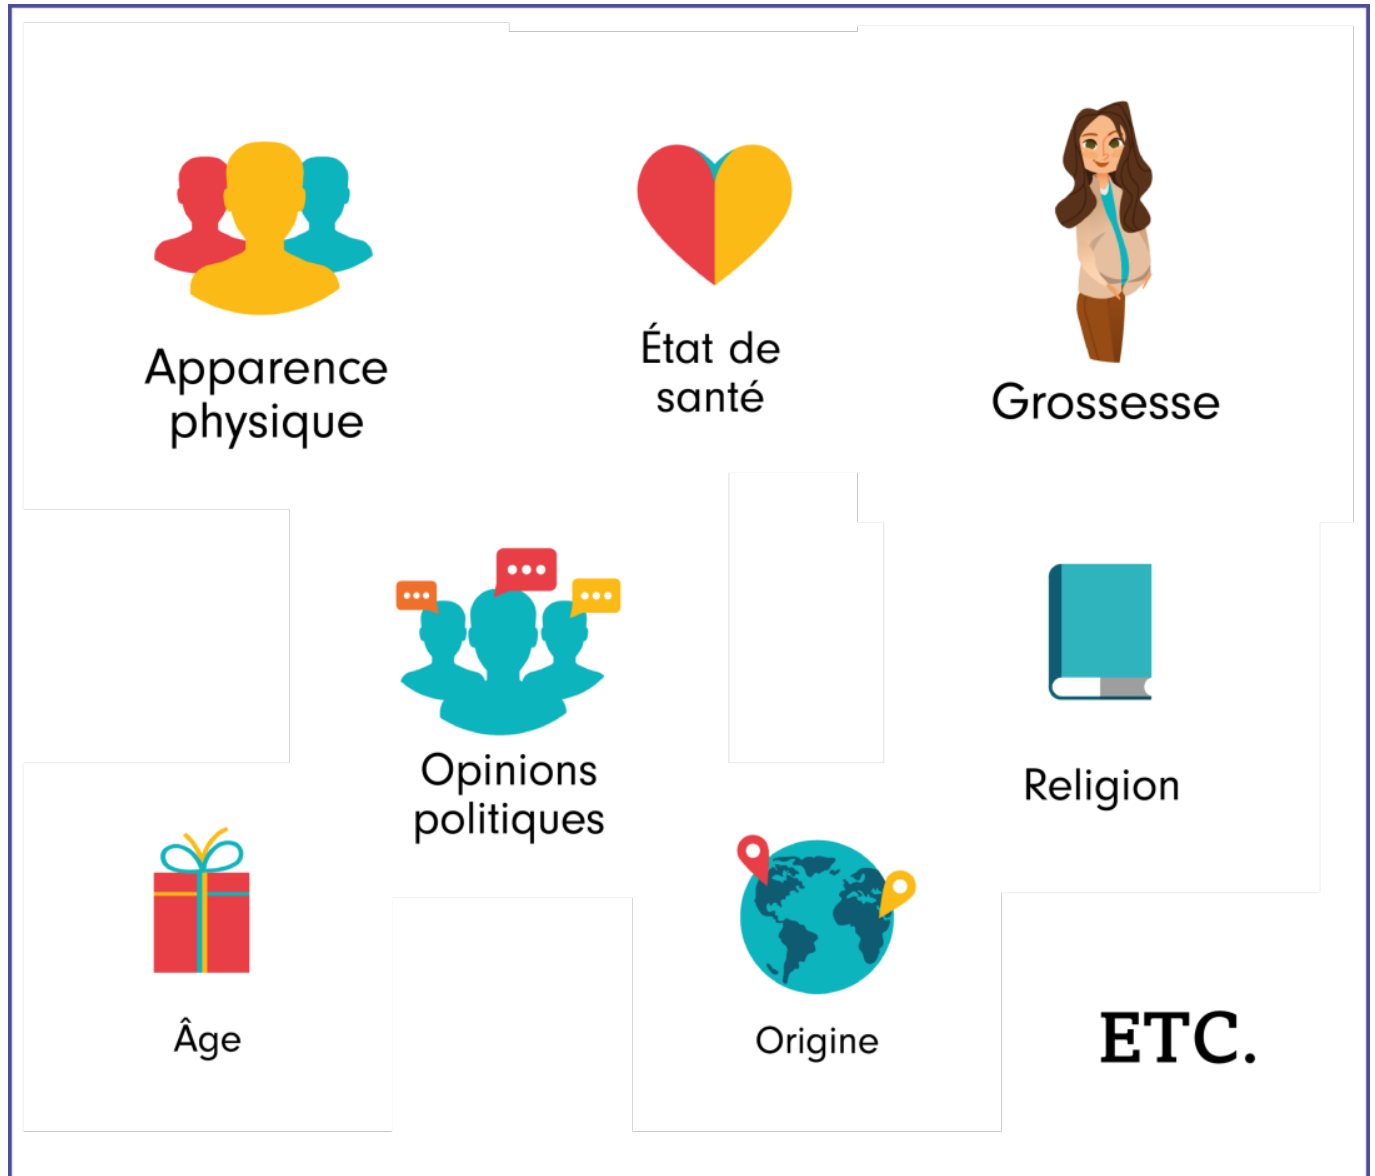 Apparence
physique
État de
santé
Grossesse
Opinions
politiques
Religion
Âge
Origine
ETC.